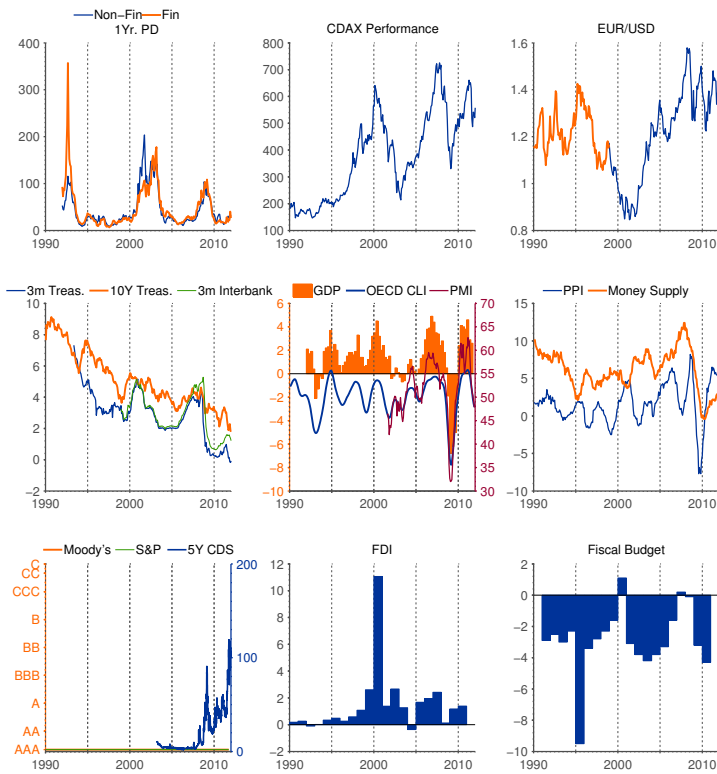 Non−Fin Fin
1Yr. PD
400
300
200
100
0
1990 2000 2010
CDAX Performance
800
700
600
500
400
300
200
100
1990 2000 2010
EUR/USD
1.6
1.4
1.2
1
0.8
1990 2000 2010
3m Treas. 10Y Treas. 3m Interbank
10
8
6
4
2
0
−2
1990 2000 2010
GDP OECD CLI PMI
6 70
4 65
2 60
0 55
−2 50
−4 45
−6 40
−8 35
−10 30
1990 2000 2010
PPI Money Supply
15
10
5
0
−5
−10
1990 2000 2010
Moody's S&P 5Y CDS
C 200
CC
CCC
B
BB 100
BBB
A
AA
AAA 0
1990 2000 2010
FDI
12
10
8
6
4
2
0
−2
1990 2000 2010
Fiscal Budget
2
0
−2
−4
−6
−8
−10
1990 2000 2010